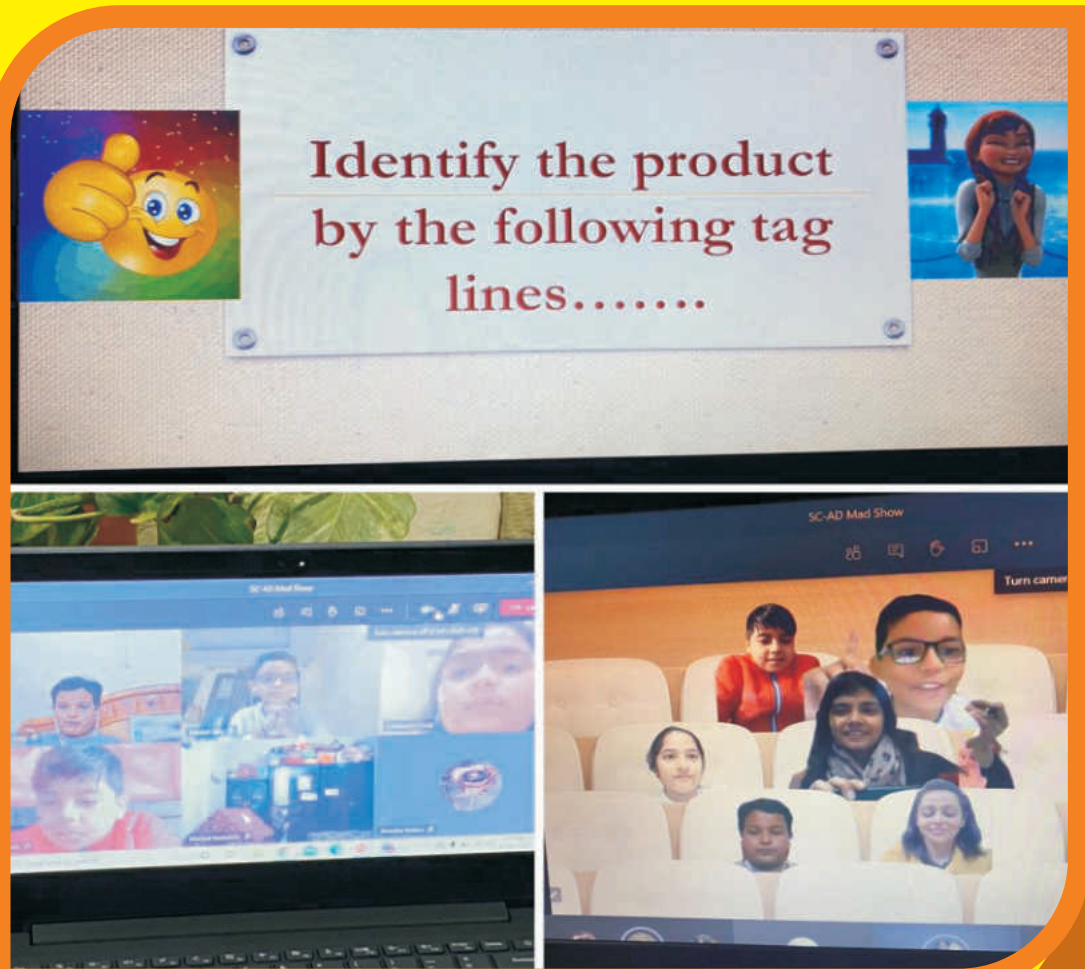 Identify the product
by the following tag
lines.......
SC-AD Mad Show
SC-AD Mad Show
Turn camer